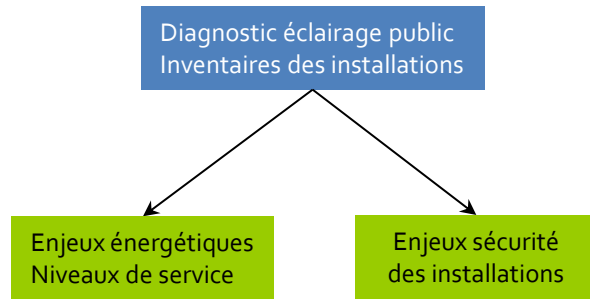 Diagnostic éclairage public
Inventaires des installations
Enjeux énergétiques
Niveaux de service
Enjeux sécurité
des installations